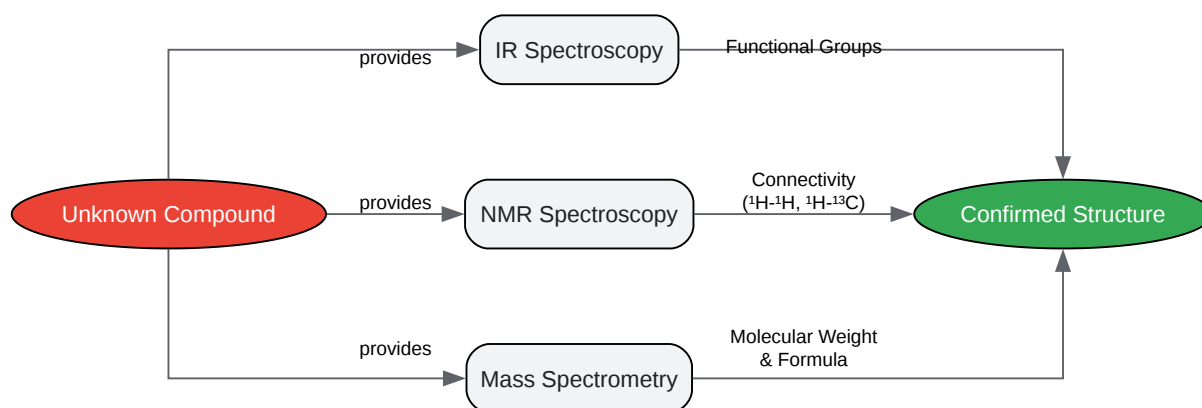 provides
IR Spectroscopy
Functional Groups
Unknown Compound
provides
NMR Spectroscopy
Connectivity
(¹H-¹H, ¹H-¹³C)
Confirmed Structure
provides
Mass Spectrometry
Molecular Weight
& Formula